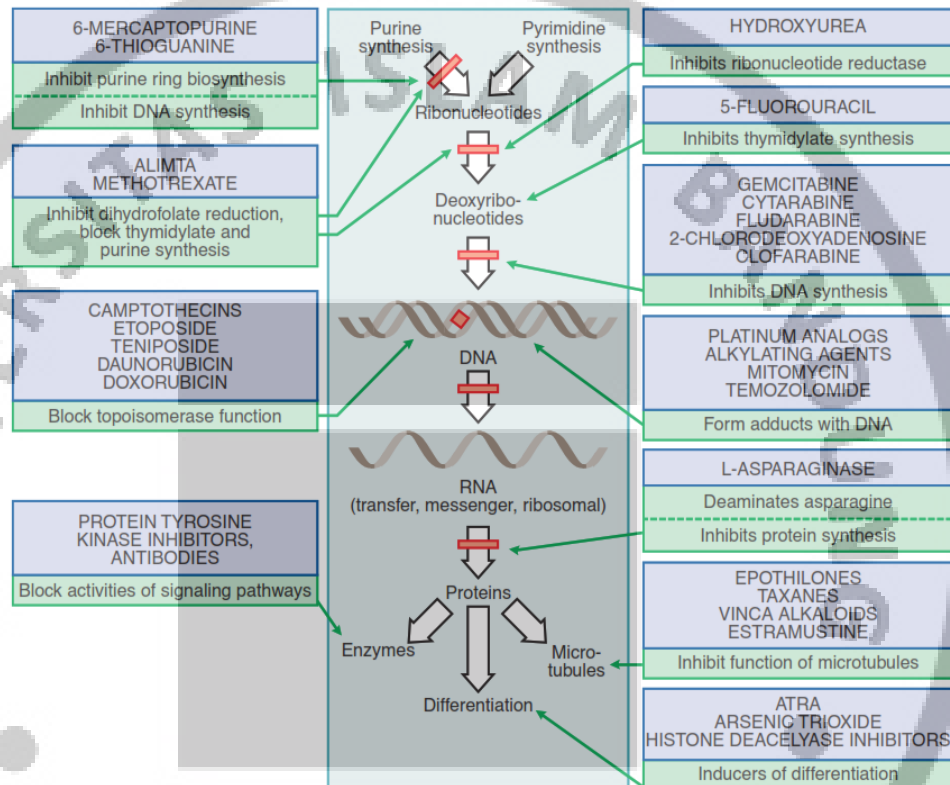 6-MERCAPTOPURINE
6-THIOGUANINE
Inhibit purine ring biosynthesis
Inhibit DNA synthesis
ALIMTA
METHOTREXATE
Inhibit dihydrofolate reduction,
block thymidylate and
purine synthesis
CAMPTOTHECINS
ETOPOSIDE
TENIPOSIDE
DAUNORUBICIN
DOXORUBICIN
Block topoisomerase function
PROTEIN TYROSINE
KINASE INHIBITORS,
ANTIBODIES
Block activities of signaling pathways
Purine
synthesis
Pyrimidine
synthesis
Ribonucleotides
Deoxyribo-
nucleotides
DNA
RNA
(transfer, messenger, ribosomal)
Proteins
Enzymes
Micro-
tubules
Differentiation
HYDROXYUREA
Inhibits ribonucleotide reductase
5-FLUOROURACIL
Inhibits thymidylate synthesis
GEMCITABINE
CYTARABINE
FLUDARABINE
2-CHLORODEOXYADENOSINE
CLOFARABINE
Inhibits DNA synthesis
PLATINUM ANALOGS
ALKYLATING AGENTS
MITOMYCIN
TEMOZOLOMIDE
Form adducts with DNA
L-ASPARAGINASE
Deaminates asparagine
Inhibits protein synthesis
EPOTHILONES
TAXANES
VINCA ALKALOIDS
ESTRAMUSTINE
Inhibit function of microtubules
ATRA
ARSENIC TRIOXIDE
HISTONE DEACELYASE INHIBITORS
Inducers of differentiation
ERSITAS ISLAM BANDUNG